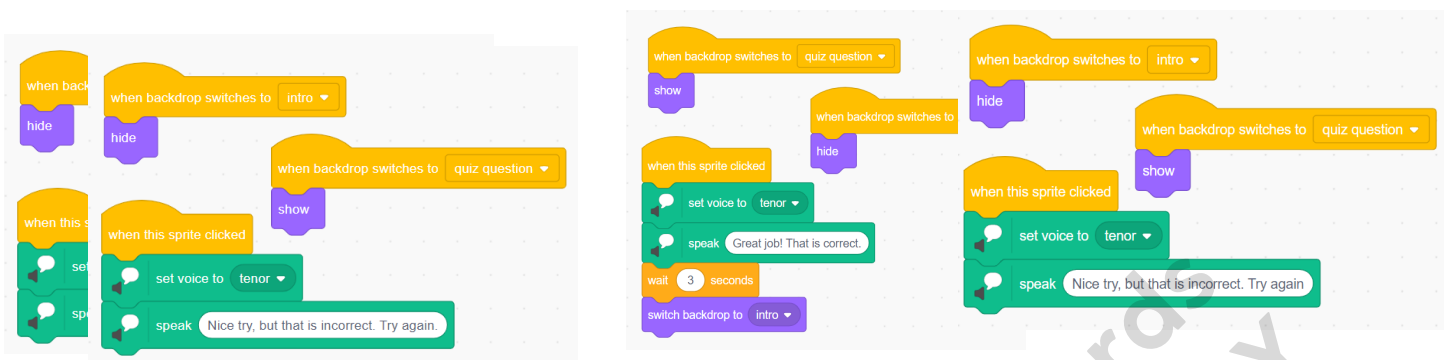 when back
hide
when this s
set
spe
when backdrop switches to intro
hide
when backdrop switches to quiz question
show
when this sprite clicked
set voice to tenor
speak Nice try, but that is incorrect. Try again.
when backdrop switches to quiz question
show
when backdrop switches to
hide
when this sprite clicked
set voice to tenor
speak Great job! That is correct.
wait 3 seconds
switch backdrop to intro
when backdrop switches to intro
hide
when backdrop switches to quiz question
show
when this sprite clicked
set voice to tenor
speak Nice try, but that is incorrect. Try again
rds